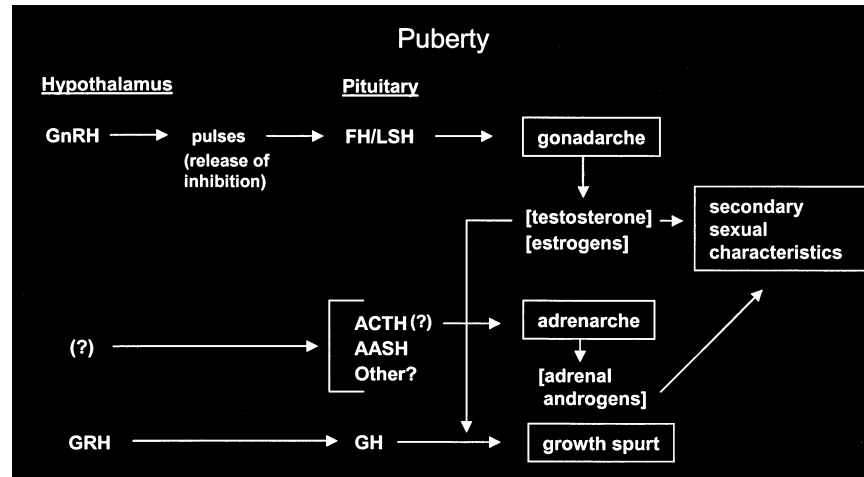 Puberty
Hypothalamus
Pituitary
GnRH
pulses
(release of
inhibition)
FH/LSH
gonadarche
[testosterone]
[estrogens]
secondary
sexual
characteristics
(?)
ACTH (?)
AASH
Other?
adrenarche
[adrenal
androgens]
GRH
GH
growth spurt